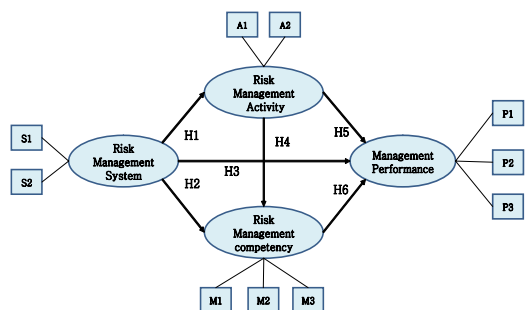 A1
A2
Risk
Management
Activity
P1
H1
H5
S1
H4
Risk
Management
System
H3
Management
Performance
P2
S2
H2
H6
P3
Risk
Management
competency
M1
M2
M3